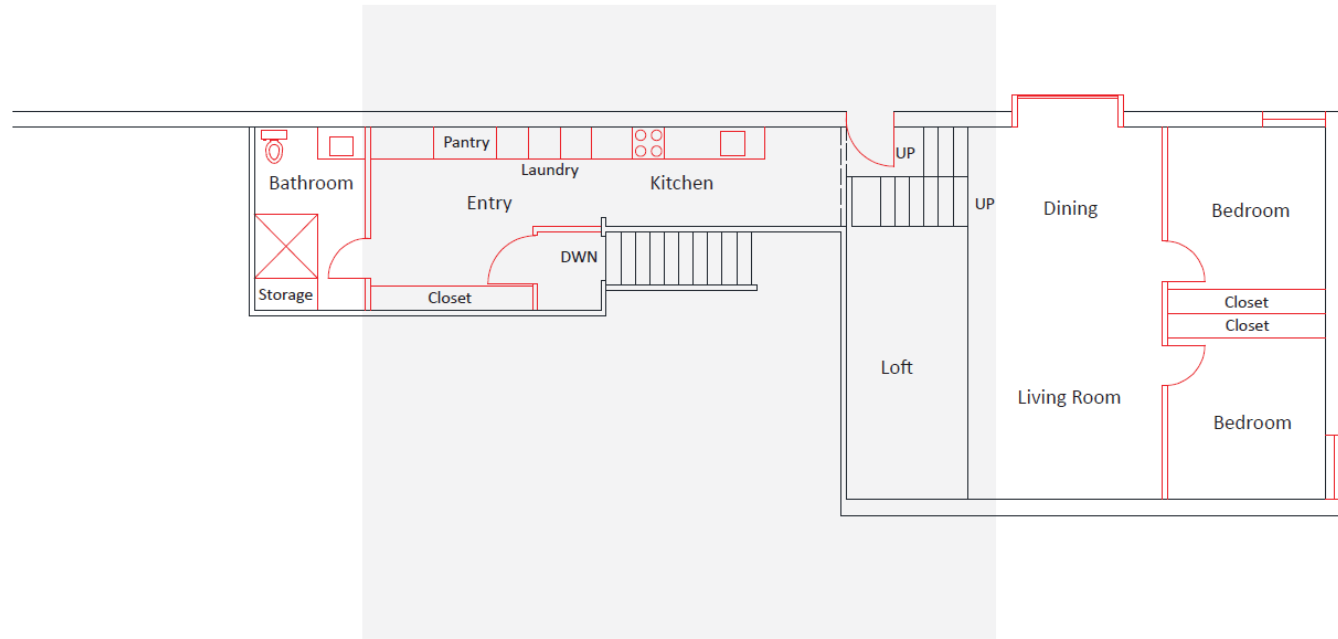 Pantry
Laundry
Bathroom
Entry
Kitchen
UP
UP
Dining
Bedroom
DWN
Storage
Closet
Closet
Closet
Loft
Living Room
Bedroom